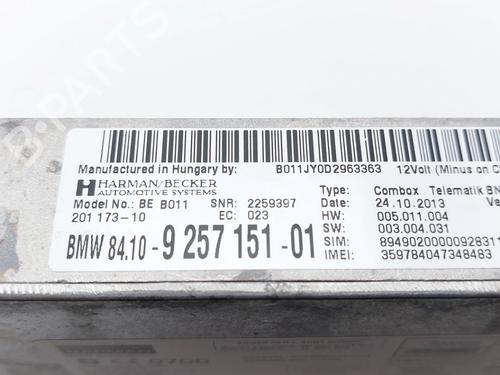 Manufactured in Hungary by: B011JY0D2963363 12Volt (Minus on
HARMAN/BECKER
AUTOMOTIVE SYSTEMS
Type: Combox Telematik BN
Model No.: BE B011 SNR: 2259397 Date: 24.10.2013
201 173-10 EC: 023 HW: 005.011.004
SW: 003.004.031
BMW 84.10 - 9 257 151 - 01 SIM: 89490200000928311
IMEI: 359784047348483
B-PARTS